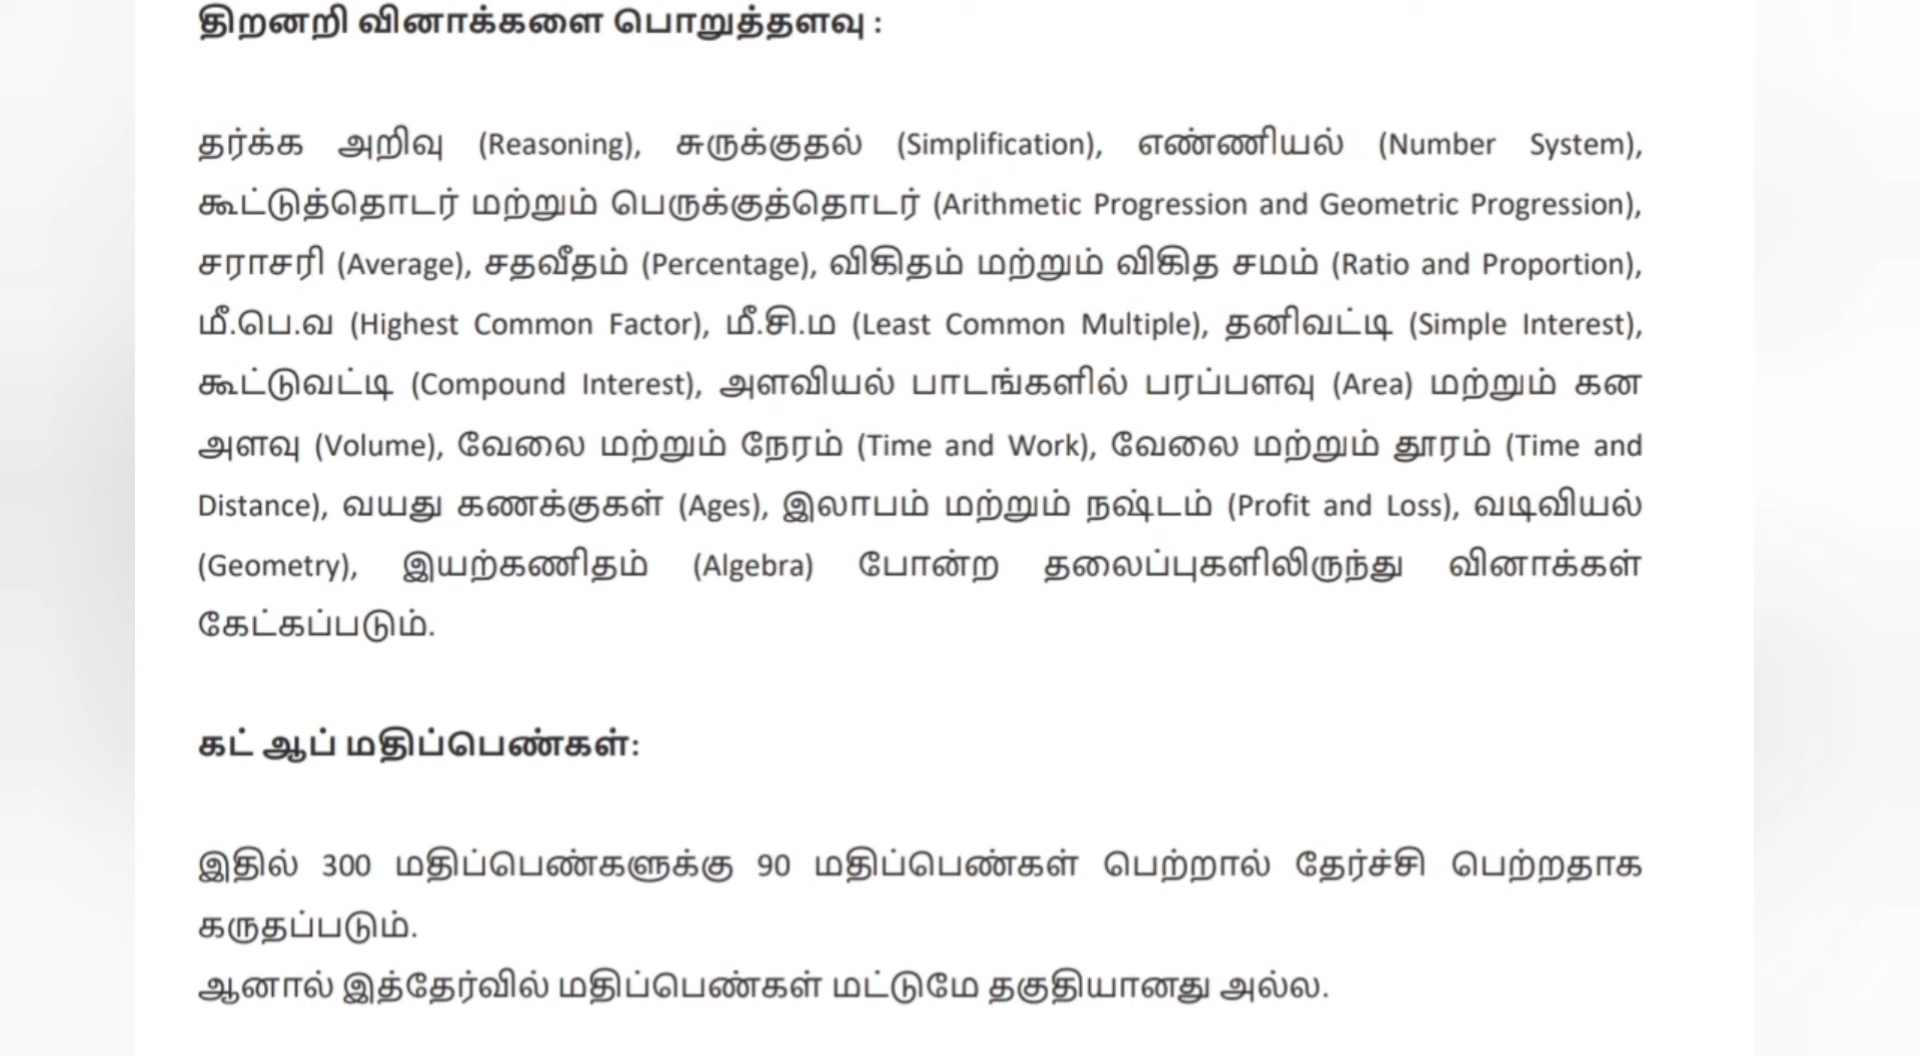 திறனறி வினாக்களை பொறுத்தளவு :
தர்க்க அறிவு (Reasoning), சுருக்குதல் (Simplification), எண்ணியல் (Number System),
கூட்டுத்தொடர் மற்றும் பெருக்குத்தொடர் (Arithmetic Progression and Geometric Progression),
சராசரி (Average), சதவீதம் (Percentage), விகிதம் மற்றும் விகித சமம் (Ratio and Proportion),
மீ.பெ.வ (Highest Common Factor), மீ.சி.ம (Least Common Multiple), தனிவட்டி (Simple Interest),
கூட்டுவட்டி (Compound Interest), அளவியல் பாடங்களில் பரப்பளவு (Area) மற்றும் கன
அளவு (Volume), வேலை மற்றும் நேரம் (Time and Work), வேலை மற்றும் தூரம் (Time and
Distance), வயது கணக்குகள் (Ages), இலாபம் மற்றும் நஷ்டம் (Profit and Loss), வடிவியல்
(Geometry), இயற்கணிதம் (Algebra) போன்ற தலைப்புகளிலிருந்து வினாக்கள்
கேட்கப்படும்.
கட் ஆப் மதிப்பெண்கள்:
இதில் 300 மதிப்பெண்களுக்கு 90 மதிப்பெண்கள் பெற்றால் தேர்ச்சி பெற்றதாக
கருதப்படும்.
ஆனால் இத்தேர்வில் மதிப்பெண்கள் மட்டுமே தகுதியானது அல்ல.